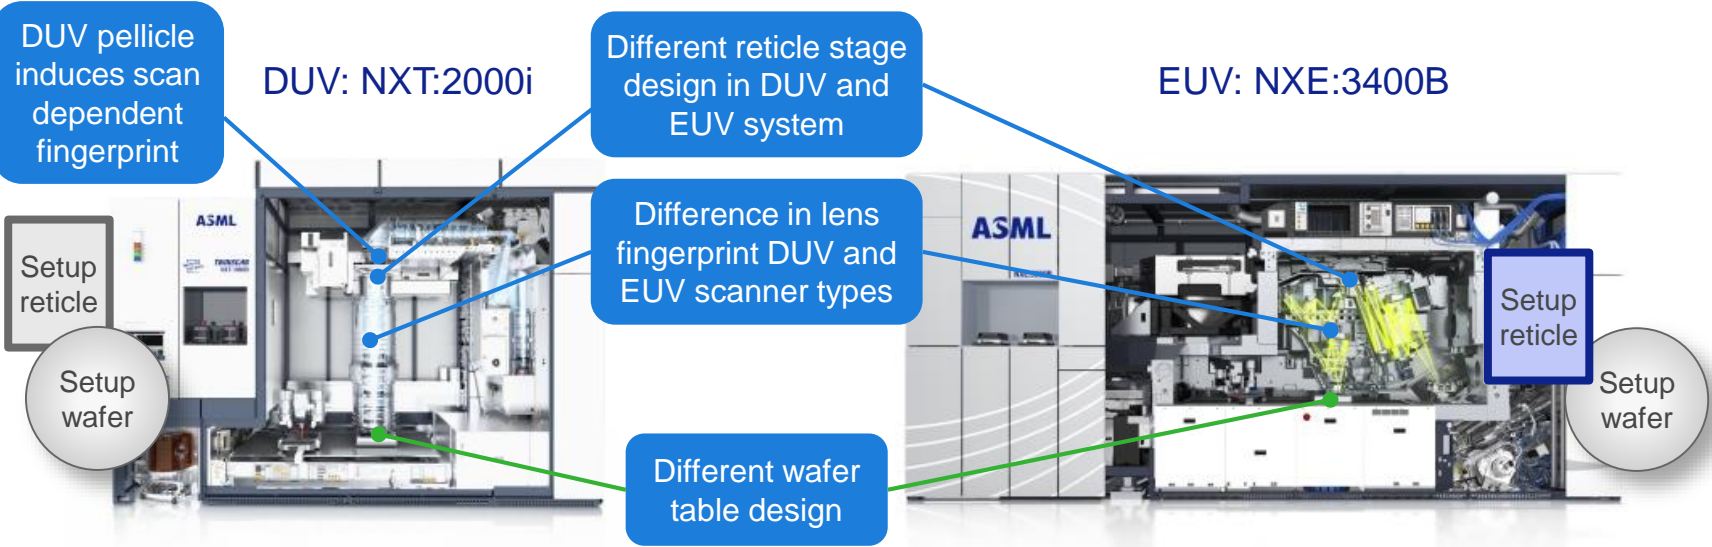 DUV pellicle
induces scan
dependent
fingerprint
DUV: NXT:2000i
Different reticle stage
design in DUV and
EUV system
EUV: NXE:3400B
Difference in lens
fingerprint DUV and
EUV scanner types
ASML
TWINSCAN
Setup
reticle
Setup
wafer
ASML
Setup
reticle
Setup
wafer
Different wafer
table design